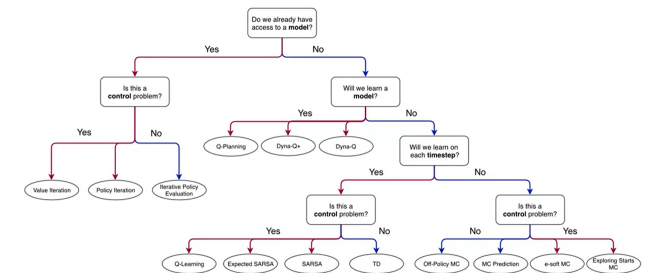 Do we already have
access to a model?
Yes
No
Is this a
control problem?
Will we learn a
model?
Yes
No
Yes
No
Q-Planning
Dyna-Q+
Dyna-Q
Will we learn on
each timestep?
Value Iteration
Policy Iteration
Iterative Policy
Evaluation
Yes
No
Is this a
control problem?
Is this a
control problem?
Yes
No
No
Yes
Q-Learning
Expected SARSA
SARSA
TD
Off-Policy MC
MC Prediction
e-soft MC
Exploring Starts
MC